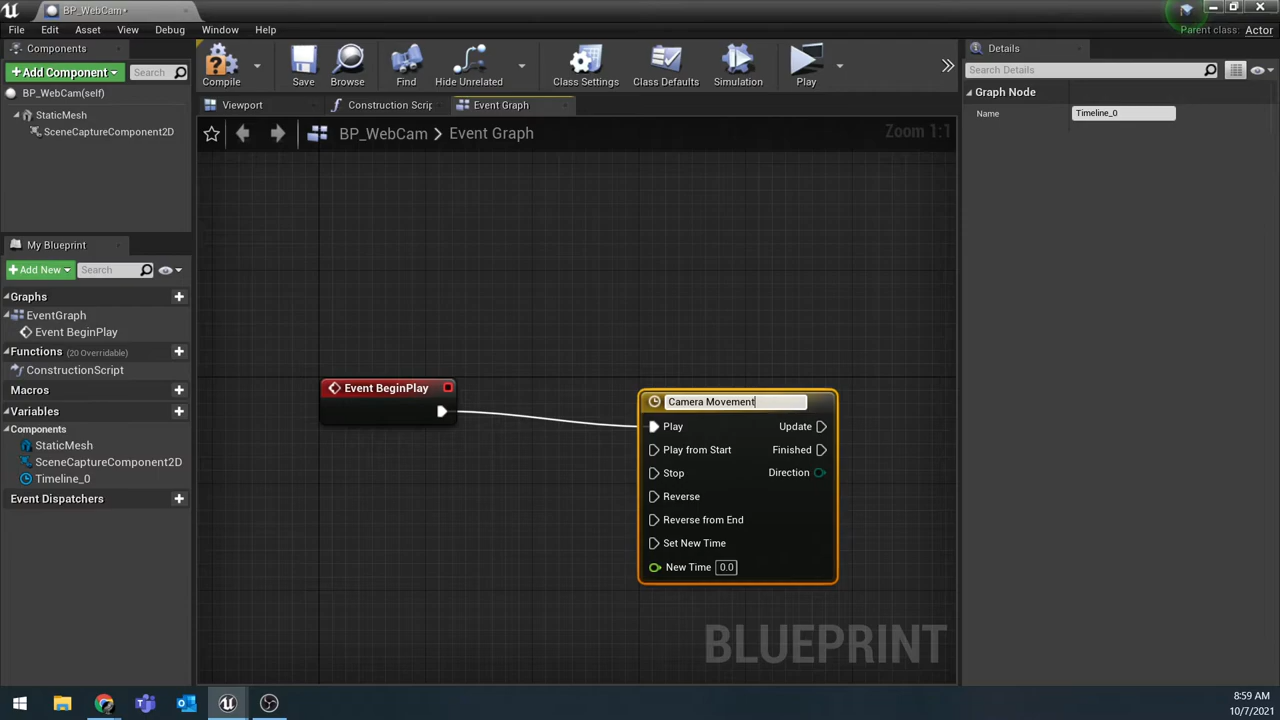 BP_WebCam*
Parent class: Actor
File Edit Asset View Debug Window Help
Components
Add Component Search
BP_WebCam(self)
StaticMesh
SceneCaptureComponent2D
Compile Save Browse Find Hide Unrelated Class Settings Class Defaults Simulation Play
Viewport Construction Scrip Event Graph
BP_WebCam > Event Graph
Zoom 1:1
Details
Search Details
Graph Node
Name Timeline_0
My Blueprint
Add New Search
Graphs
EventGraph
Event BeginPlay
Functions (20 Overridable)
ConstructionScript
Macros
Variables
Components
StaticMesh
SceneCaptureComponent2D
Timeline_0
Event Dispatchers
Event BeginPlay
Camera Movement
Play Update
Play from Start Finished
Stop Direction
Reverse
Reverse from End
Set New Time
New Time 0.0
BLUEPRINT
8:59 AM
10/7/2021